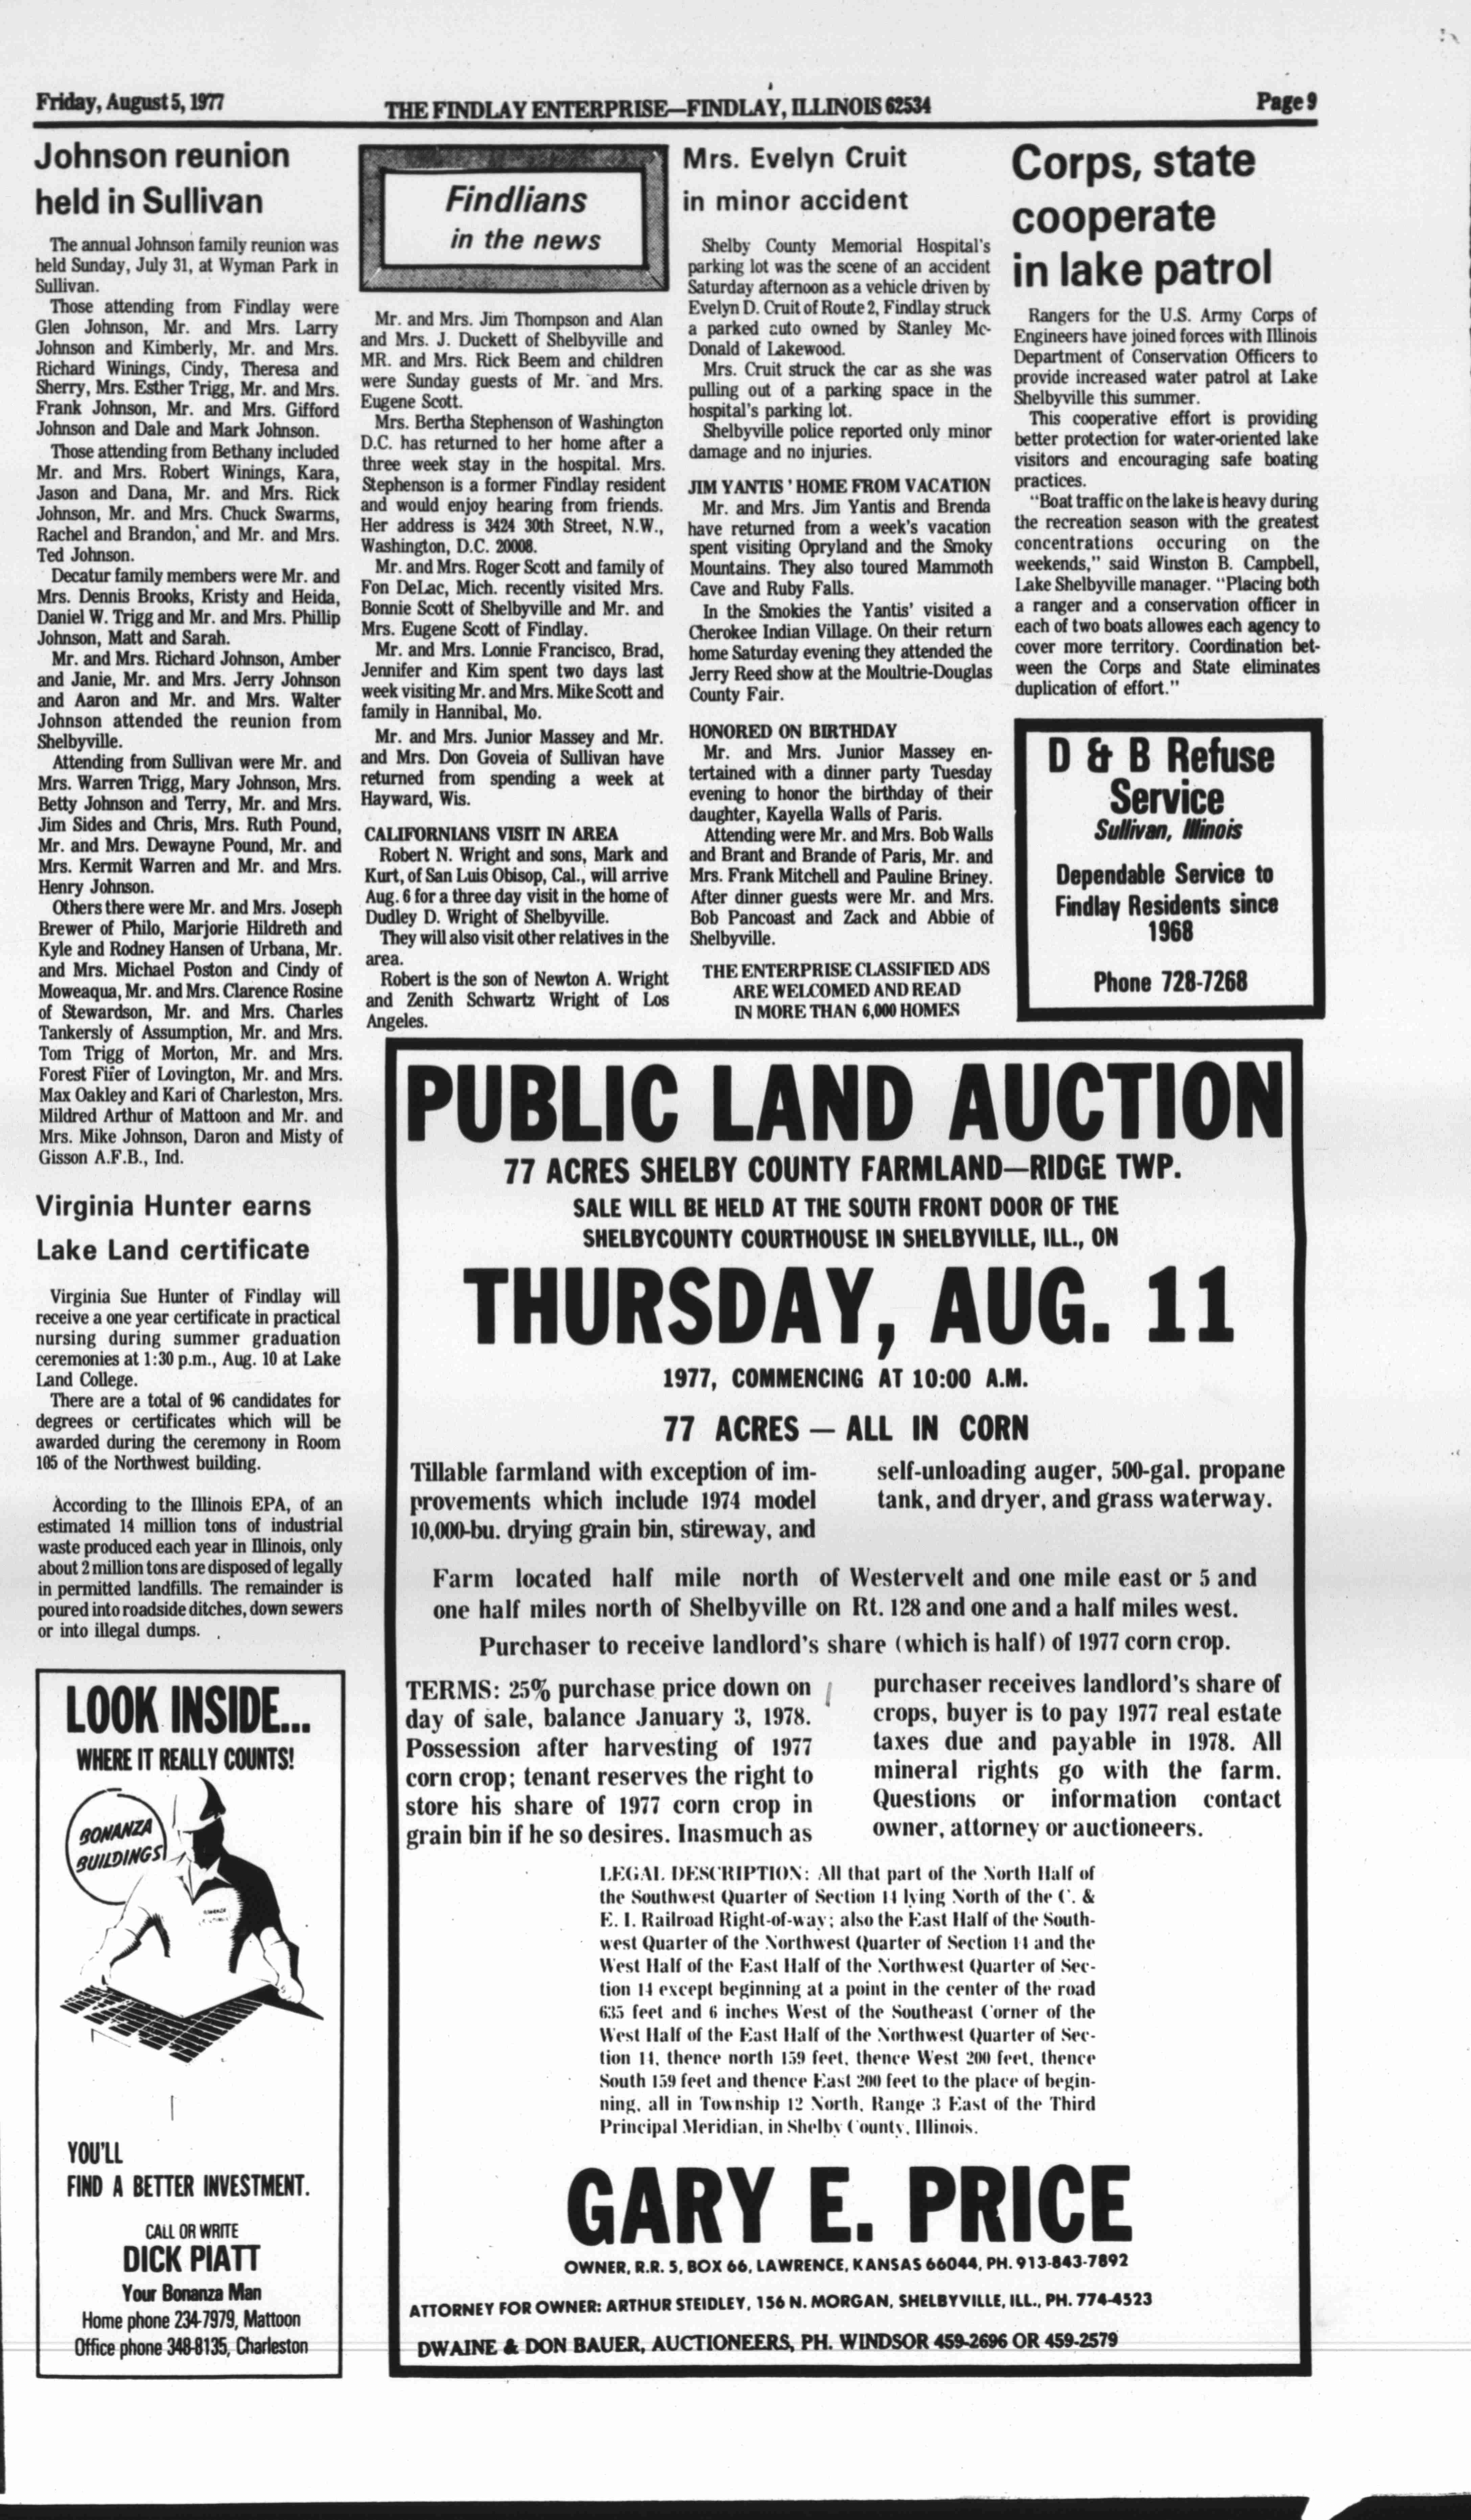 Friday, August 5, 1977
THE FINDLAY ENTERPRISE—FINDLAY, ILLINOIS 62534
Page 9
Johnson reunion
held in Sullivan
The annual Johnson family reunion was
held Sunday, July 31, at Wyman Park in
Sullivan.
Those attending from Findlay were
Glen Johnson, Mr. and Mrs. Larry
Johnson and Kimberly, Mr. and Mrs.
Richard Winings, Cindy, Theresa and
Sherry, Mrs. Esther Trigg, Mr. and Mrs.
Frank Johnson, Mr. and Mrs. Gifford
Johnson and Dale and Mark Johnson.
Those attending from Bethany included
Mr. and Mrs. Robert Winings, Kara,
Jason and Dana, Mr. and Mrs. Rick
Johnson, Mr. and Mrs. Chuck Swarms,
Rachel and Brandon, and Mr. and Mrs.
Ted Johnson.
Decatur family members were Mr. and
Mrs. Dennis Brooks, Kristy and Heida,
Daniel W. Trigg and Mr. and Mrs. Phillip
Johnson, Matt and Sarah.
Mr. and Mrs. Richard Johnson, Amber
and Janie, Mr. and Mrs. Jerry Johnson
and Aaron and Mr. and Mrs. Walter
Johnson attended the reunion from
Shelbyville.
Attending from Sullivan were Mr. and
Mrs. Warren Trigg, Mary Johnson, Mrs.
Betty Johnson and Terry, Mr. and Mrs.
Jim Sides and Chris, Mrs. Ruth Pound,
Mr. and Mrs. Dewayne Pound, Mr. and
Mrs. Kermit Warren and Mr. and Mrs.
Henry Johnson.
Others there were Mr. and Mrs. Joseph
Brewer of Philo, Marjorie Hildreth and
Kyle and Rodney Hansen of Urbana, Mr.
and Mrs. Michael Poston and Cindy of
Moweaqua, Mr. and Mrs. Clarence Rosine
of Stewardson, Mr. and Mrs. Charles
Tankersly of Assumption, Mr. and Mrs.
Tom Trigg of Morton, Mr. and Mrs.
Forest Fifer of Lovington, Mr. and Mrs.
Max Oakley and Kari of Charleston, Mrs.
Mildred Arthur of Mattoon and Mr. and
Mrs. Mike Johnson, Daron and Misty of
Gisson A.F.B., Ind.
Virginia Hunter earns
Lake Land certificate
Virginia Sue Hunter of Findlay will
receive a one year certificate in practical
nursing during summer graduation
ceremonies at 1:30 p.m., Aug. 10 at Lake
Land College.
There are a total of 96 candidates for
degrees or certificates which will be
awarded during the ceremony in Room
105 of the Northwest building.
According to the Illinois EPA, of an
estimated 14 million tons of industrial
waste produced each year in Illinois, only
about 2 million tons are disposed of legally
in permitted landfills. The remainder is
poured into roadside ditches, down sewers
or into illegal dumps.
LOOK INSIDE...
WHERE IT REALLY COUNTS!
BONANZA
BUILDINGS
YOU'LL
FIND A BETTER INVESTMENT.
CALL OR WRITE
DICK PIATT
Your Bonanza Man
Home phone 234-7979, Mattoon
Office phone 348-8135, Charleston
Findlians
in the news
Mr. and Mrs. Jim Thompson and Alan
and Mrs. J. Duckett of Shelbyville and
MR. and Mrs. Rick Beem and children
were Sunday guests of Mr. and Mrs.
Eugene Scott.
Mrs. Bertha Stephenson of Washington
D.C. has returned to her home after a
three week stay in the hospital. Mrs.
Stephenson is a former Findlay resident
and would enjoy hearing from friends.
Her address is 3424 30th Street, N.W.,
Washington, D.C. 20008.
Mr. and Mrs. Roger Scott and family of
Fon DeLac, Mich. recently visited Mrs.
Bonnie Scott of Shelbyville and Mr. and
Mrs. Eugene Scott of Findlay.
Mr. and Mrs. Lonnie Francisco, Brad,
Jennifer and Kim spent two days last
week visiting Mr. and Mrs. Mike Scott and
family in Hannibal, Mo.
Mr. and Mrs. Junior Massey and Mr.
and Mrs. Don Goveia of Sullivan have
returned from spending a week at
Hayward, Wis.
CALIFORNIANS VISIT IN AREA
Robert N. Wright and sons, Mark and
Kurt, of San Luis Obisop, Cal., will arrive
Aug. 6 for a three day visit in the home of
Dudley D. Wright of Shelbyville.
They will also visit other relatives in the
area.
Robert is the son of Newton A. Wright
and Zenith Schwartz Wright of Los
Angeles.
Mrs. Evelyn Cruit
in minor accident
Shelby County Memorial Hospital's
parking lot was the scene of an accident
Saturday afternoon as a vehicle driven by
Evelyn D. Cruit of Route 2, Findlay struck
a parked auto owned by Stanley Mc-
Donald of Lakewood.
Mrs. Cruit struck the car as she was
pulling out of a parking space in the
hospital's parking lot.
Shelbyville police reported only minor
damage and no injuries.
JIM YANTIS ' HOME FROM VACATION
Mr. and Mrs. Jim Yantis and Brenda
have returned from a week's vacation
spent visiting Opryland and the Smoky
Mountains. They also toured Mammoth
Cave and Ruby Falls.
In the Smokies the Yantis' visited a
Cherokee Indian Village. On their return
home Saturday evening they attended the
Jerry Reed show at the Moultrie-Douglas
County Fair.
HONORED ON BIRTHDAY
Mr. and Mrs. Junior Massey en-
tertained with a dinner party Tuesday
evening to honor the birthday of their
daughter, Kayella Walls of Paris.
Attending were Mr. and Mrs. Bob Walls
and Brant and Brande of Paris, Mr. and
Mrs. Frank Mitchell and Pauline Briney.
After dinner guests were Mr. and Mrs.
Bob Pancoast and Zack and Abbie of
Shelbyville.
THE ENTERPRISE CLASSIFIED ADS
ARE WELCOMED AND READ
IN MORE THAN 6,000 HOMES
Corps, state
cooperate
in lake patrol
Rangers for the U.S. Army Corps of
Engineers have joined forces with Illinois
Department of Conservation Officers to
provide increased water patrol at Lake
Shelbyville this summer.
This cooperative effort is providing
better protection for water-oriented lake
visitors and encouraging safe boating
practices.
"Boat traffic on the lake is heavy during
the recreation season with the greatest
concentrations occuring on the
weekends," said Winston B. Campbell,
Lake Shelbyville manager. "Placing both
a ranger and a conservation officer in
each of two boats allowes each agency to
cover more territory. Coordination bet-
ween the Corps and State eliminates
duplication of effort."
D & B Refuse
Service
Sullivan, Illinois
Dependable Service to
Findlay Residents since
1968
Phone 728-7268
PUBLIC LAND AUCTION
77 ACRES SHELBY COUNTY FARMLAND—RIDGE TWP.
SALE WILL BE HELD AT THE SOUTH FRONT DOOR OF THE
SHELBYCOUNTY COURTHOUSE IN SHELBYVILLE, ILL., ON
THURSDAY, AUG. 11
1977, COMMENCING AT 10:00 A.M.
77 ACRES — ALL IN CORN
Tillable farmland with exception of im-
provements which include 1974 model
10,000-bu. drying grain bin, stireway, and
self-unloading auger, 500-gal. propane
tank, and dryer, and grass waterway.
Farm located half mile north of Westervelt and one mile east or 5 and
one half miles north of Shelbyville on Rt. 128 and one and a half miles west.
Purchaser to receive landlord's share (which is half) of 1977 corn crop.
TERMS: 25% purchase price down on
day of sale, balance January 3, 1978.
Possession after harvesting of 1977
corn crop; tenant reserves the right to
store his share of 1977 corn crop in
grain bin if he so desires. Inasmuch as
purchaser receives landlord's share of
crops, buyer is to pay 1977 real estate
taxes due and payable in 1978. All
mineral rights go with the farm.
Questions or information contact
owner, attorney or auctioneers.
LEGAL DESCRIPTION: All that part of the North Half of
the Southwest Quarter of Section 14 lying North of the C. &
E. I. Railroad Right-of-way; also the East Half of the South-
west Quarter of the Northwest Quarter of Section 14 and the
West Half of the East Half of the Northwest Quarter of Sec-
tion 14 except beginning at a point in the center of the road
635 feet and 6 inches West of the Southeast Corner of the
West Half of the East Half of the Northwest Quarter of Sec-
tion 14, thence north 159 feet, thence West 200 feet, thence
South 159 feet and thence East 200 feet to the place of begin-
ning, all in Township 12 North, Range 3 East of the Third
Principal Meridian, in Shelby County, Illinois.
GARY E. PRICE
OWNER, R.R. 5, BOX 66, LAWRENCE, KANSAS 66044, PH. 913-843-7892
ATTORNEY FOR OWNER: ARTHUR STEIDLEY, 156 N. MORGAN, SHELBYVILLE, ILL., PH. 774-4523
DWAINE & DON BAUER, AUCTIONEERS, PH. WINDSOR 459-2696 OR 459-2579